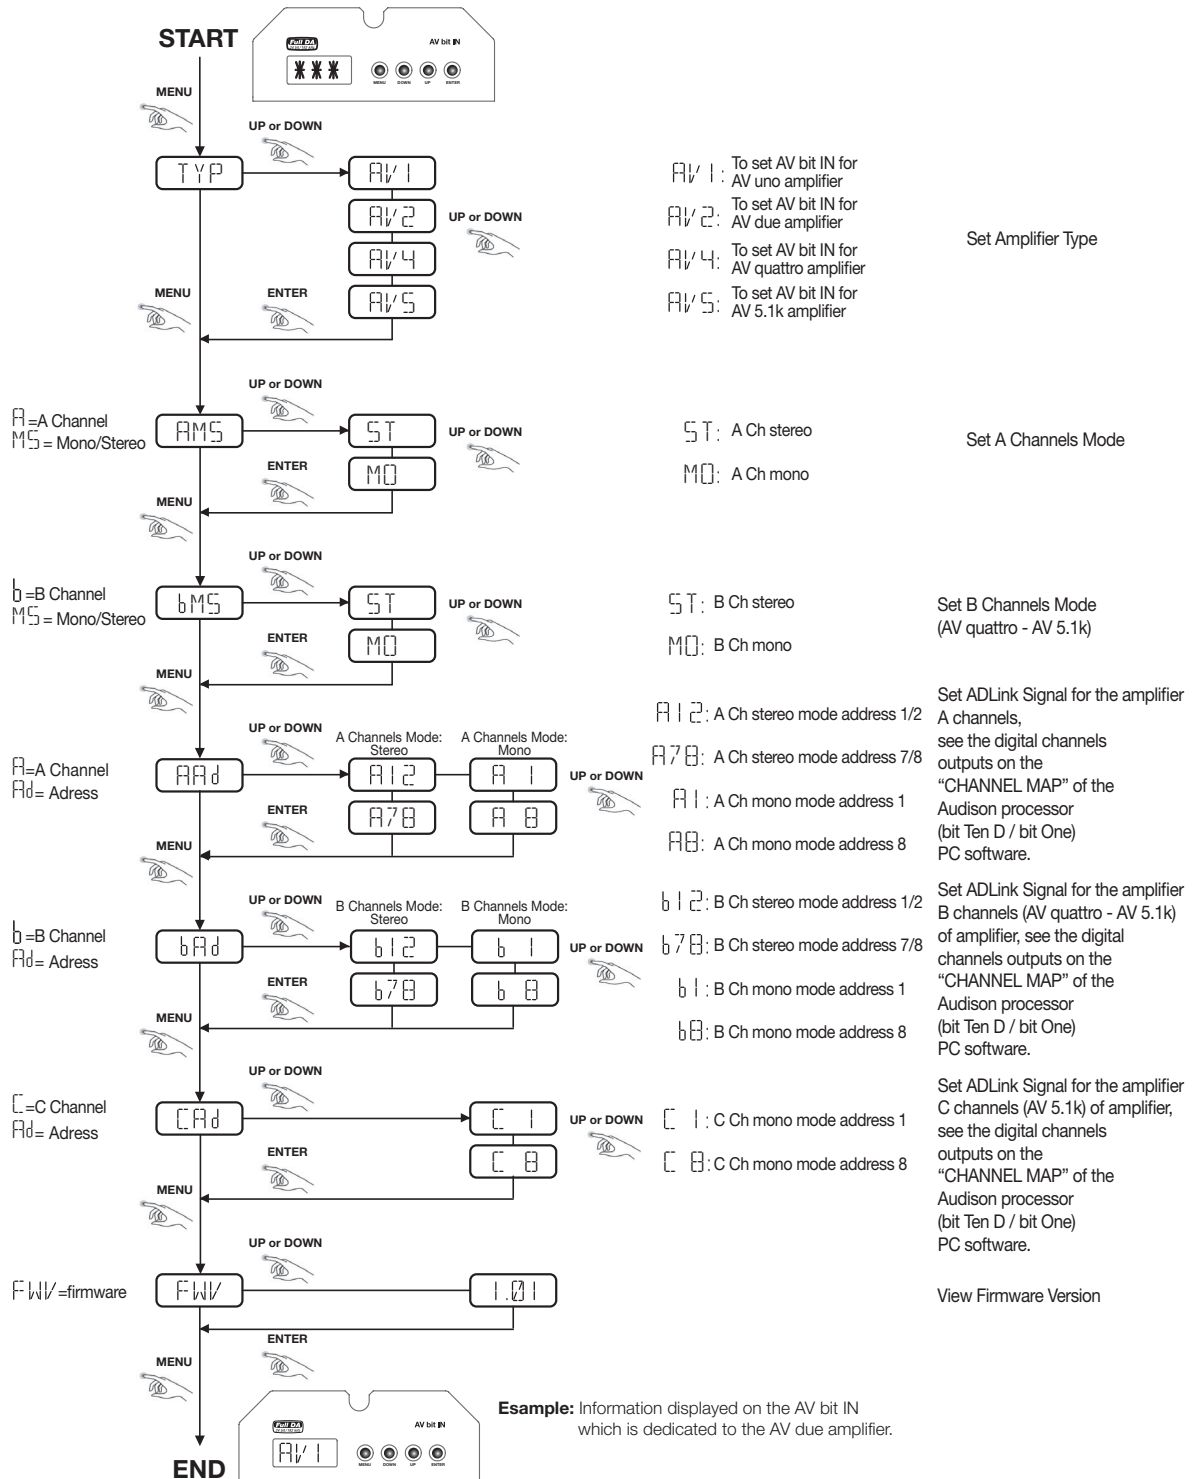 START
Full DA
AV bit IN
***
MENU DOWN UP ENTER
MENU
UP or DOWN
TYP
AV1
AV2
AV4
AV5
UP or DOWN
MENU
ENTER
AV1: To set AV bit IN for
AV uno amplifier
AV2: To set AV bit IN for
AV due amplifier
AV4: To set AV bit IN for
AV quattro amplifier
AV5: To set AV bit IN for
AV 5.1k amplifier
Set Amplifier Type
UP or DOWN
A=A Channel
MS = Mono/Stereo
AMS
ST
MO
UP or DOWN
ENTER
MENU
ST: A Ch stereo
MO: A Ch mono
Set A Channels Mode
UP or DOWN
b=B Channel
MS = Mono/Stereo
bMS
ST
MO
UP or DOWN
ENTER
MENU
ST: B Ch stereo
MO: B Ch mono
Set B Channels Mode
(AV quattro - AV 5.1k)
UP or DOWN
A Channels Mode:
Stereo
A Channels Mode:
Mono
A=A Channel
Ad= Adress
AAd
A12
A 1
A78
A 8
UP or DOWN
ENTER
MENU
A12: A Ch stereo mode address 1/2
A78: A Ch stereo mode address 7/8
A1: A Ch mono mode address 1
A8: A Ch mono mode address 8
Set ADLink Signal for the amplifier
A channels,
see the digital channels
outputs on the
“CHANNEL MAP” of the
Audison processor
(bit Ten D / bit One)
PC software.
UP or DOWN
B Channels Mode:
Stereo
B Channels Mode:
Mono
b=B Channel
Ad= Adress
bAd
b12
b 1
b78
b 8
UP or DOWN
ENTER
MENU
b12: B Ch stereo mode address 1/2
b78: B Ch stereo mode address 7/8
b1: B Ch mono mode address 1
b8: B Ch mono mode address 8
Set ADLink Signal for the amplifier
B channels (AV quattro - AV 5.1k)
of amplifier, see the digital
channels outputs on the
“CHANNEL MAP” of the
Audison processor
(bit Ten D / bit One)
PC software.
UP or DOWN
C=C Channel
Ad= Adress
CAd
C 1
C 8
UP or DOWN
ENTER
MENU
C 1: C Ch mono mode address 1
C 8: C Ch mono mode address 8
Set ADLink Signal for the amplifier
C channels (AV 5.1k) of amplifier,
see the digital channels
outputs on the
“CHANNEL MAP” of the
Audison processor
(bit Ten D / bit One)
PC software.
UP or DOWN
FWV=firmware
FWV
1.01
View Firmware Version
ENTER
MENU
Full DA
AV bit IN
AV1
MENU DOWN UP ENTER
END
Esample: Information displayed on the AV bit IN
which is dedicated to the AV due amplifier.